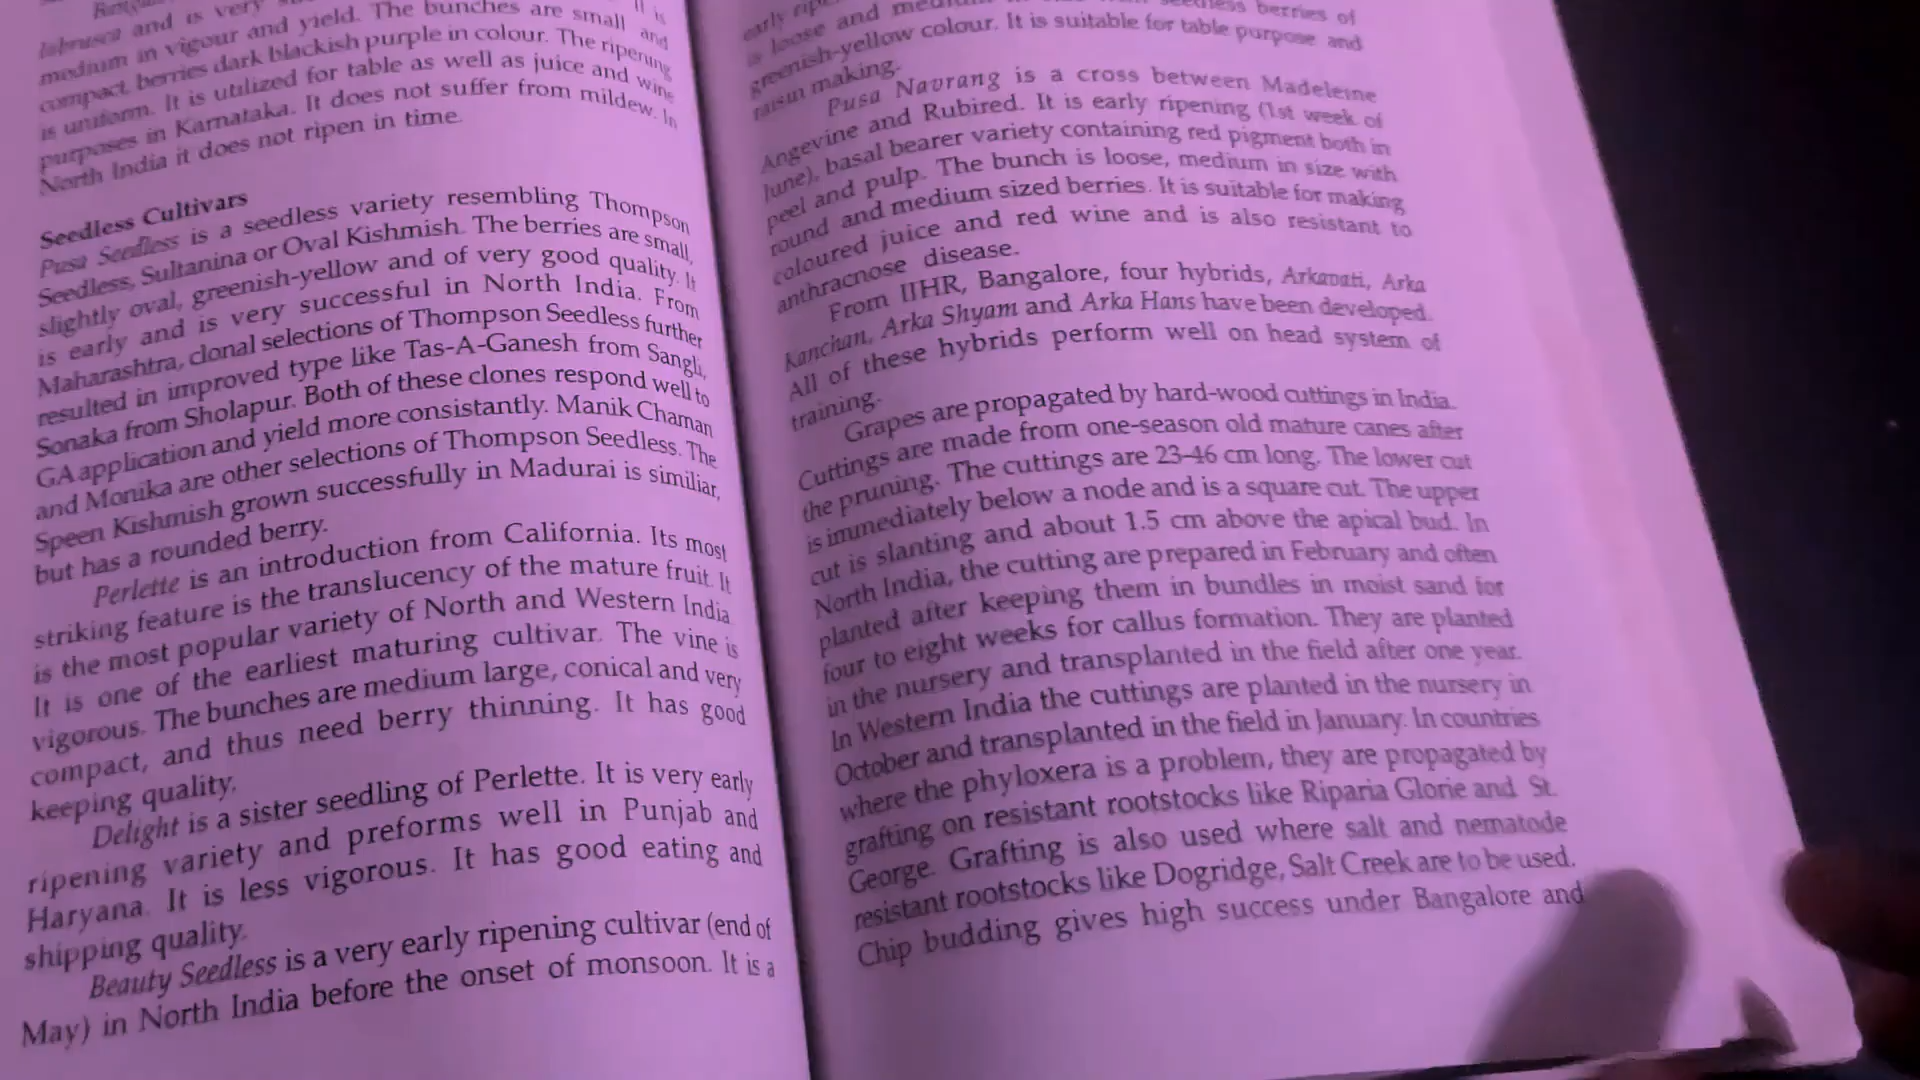 labrusca and is very
medium in vigour and yield. The bunches are small and
compact, berries dark blackish purple in colour. The ripening
is uniform. It is utilized for table as well as juice and wine
purposes in Karnataka. It does not suffer from mildew. In
North India it does not ripen in time.
Seedless Cultivars
Pusa Seedless is a seedless variety resembling Thompson
Seedless, Sultanina or Oval Kishmish. The berries are small,
slightly oval, greenish-yellow and of very good quality. It
is early and is very successful in North India. From
Maharashtra, clonal selections of Thompson Seedless further
resulted in improved type like Tas-A-Ganesh from Sangli,
Sonaka from Sholapur. Both of these clones respond well to
GA application and yield more consistantly. Manik Chaman
and Monika are other selections of Thompson Seedless. The
Speen Kishmish grown successfully in Madurai is similiar,
but has a rounded berry.
Perlette is an introduction from California. Its most
striking feature is the translucency of the mature fruit. It
is the most popular variety of North and Western India
It is one of the earliest maturing cultivar. The vine is
vigorous. The bunches are medium large, conical and very
compact, and thus need berry thinning. It has good
keeping quality.
Delight is a sister seedling of Perlette. It is very early
ripening variety and preforms well in Punjab and
Haryana. It is less vigorous. It has good eating and
shipping quality.
Beauty Seedless is a very early ripening cultivar (end of
May) in North India before the onset of monsoon. It is a
is loose and berries of
greenish-yellow colour. It is suitable for table purpose and
raisin making.
Pusa Navrang is a cross between Madeleine
Angevine and Rubired. It is early ripening (1st week of
June), basal bearer variety containing red pigment both in
peel and pulp. The bunch is loose, medium in size with
round and medium sized berries. It is suitable for making
coloured juice and red wine and is also resistant to
anthracnose disease.
From IIHR, Bangalore, four hybrids, Arkavati, Arka
Kanchan, Arka Shyam and Arka Hans have been developed.
All of these hybrids perform well on head system of
training.
Grapes are propagated by hard-wood cuttings in India.
Cuttings are made from one-season old mature canes after
the pruning. The cuttings are 23-46 cm long. The lower cut
is immediately below a node and is a square cut. The upper
cut is slanting and about 1.5 cm above the apical bud. In
North India, the cutting are prepared in February and often
planted after keeping them in bundles in moist sand for
four to eight weeks for callus formation. They are planted
in the nursery and transplanted in the field after one year.
In Western India the cuttings are planted in the nursery in
October and transplanted in the field in January. In countries
where the phyloxera is a problem, they are propagated by
grafting on resistant rootstocks like Riparia Glorie and St.
George. Grafting is also used where salt and nematode
resistant rootstocks like Dogridge, Salt Creek are to be used.
Chip budding gives high success under Bangalore and